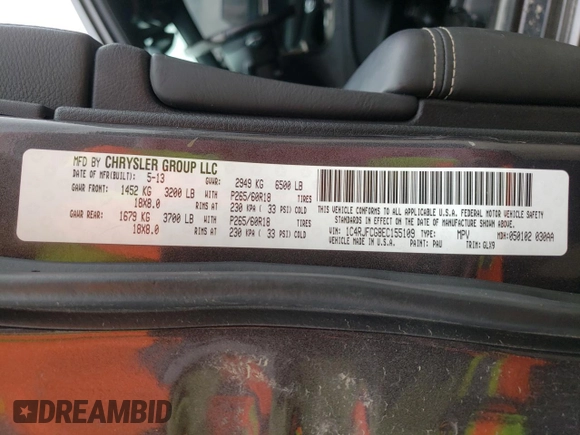 MFD BY CHRYSLER GROUP LLC
DATE OF MFR(BUILT): 5-13 GVWR: 2949 KG 6500 LB
GAWR FRONT: 1452 KG 3200 LB WITH P265/60R18 TIRES
18X8.0 RIMS AT 230 KPA ( 33 PSI) COLD
GAWR REAR: 1679 KG 3700 LB WITH P265/60R18 TIRES
18X8.0 RIMS AT 230 KPA ( 33 PSI) COLD
THIS VEHICLE CONFORMS TO ALL APPLICABLE U.S.A. FEDERAL MOTOR VEHICLE SAFETY
STANDARDS IN EFFECT ON THE DATE OF MANUFACTURE SHOWN ABOVE.
VIN: 1C4RJFCG8EC155109 TYPE: MPV MDH: 050102 030AA
VEHICLE MADE IN U.S.A. PAINT: PAU TRIM: GLX9
DREAMBID